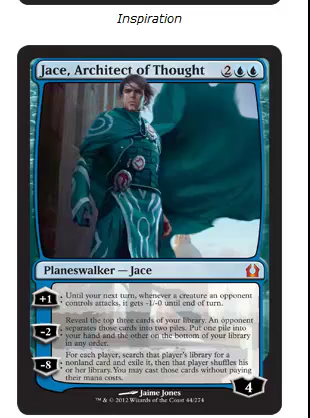 Inspiration
Jace, Architect of Thought 2
Planeswalker — Jace
+1 Until your next turn, whenever a creature an opponent
controls attacks, it gets -1/-0 until end of turn.
-2 Reveal the top three cards of your library. An opponent
separates those cards into two piles. Put one pile into
your hand and the other on the bottom of your library
in any order.
-8 For each player, search that player's library for a
nonland card and exile it, then that player shuffles his
or her library. You may cast those cards without paying
their mana costs.
4
Jaime Jones
™ & © 2012 Wizards of the Coast 44/274